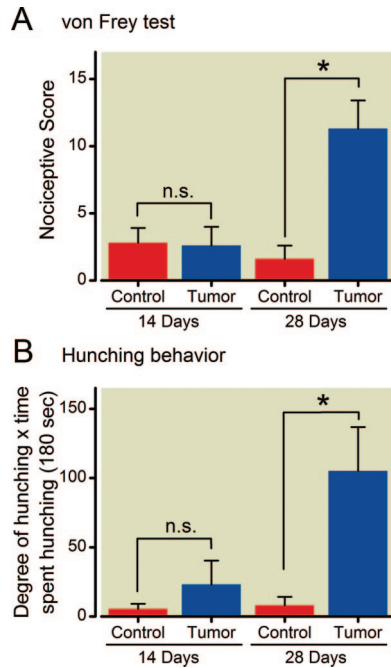 A von Frey test
Nociceptive Score
15
10
5
0
n.s.
*
Control Tumor Control Tumor
14 Days 28 Days
B Hunching behavior
Degree of hunching x time
spent hunching (180 sec)
150
100
50
0
n.s.
*
Control Tumor Control Tumor
14 Days 28 Days